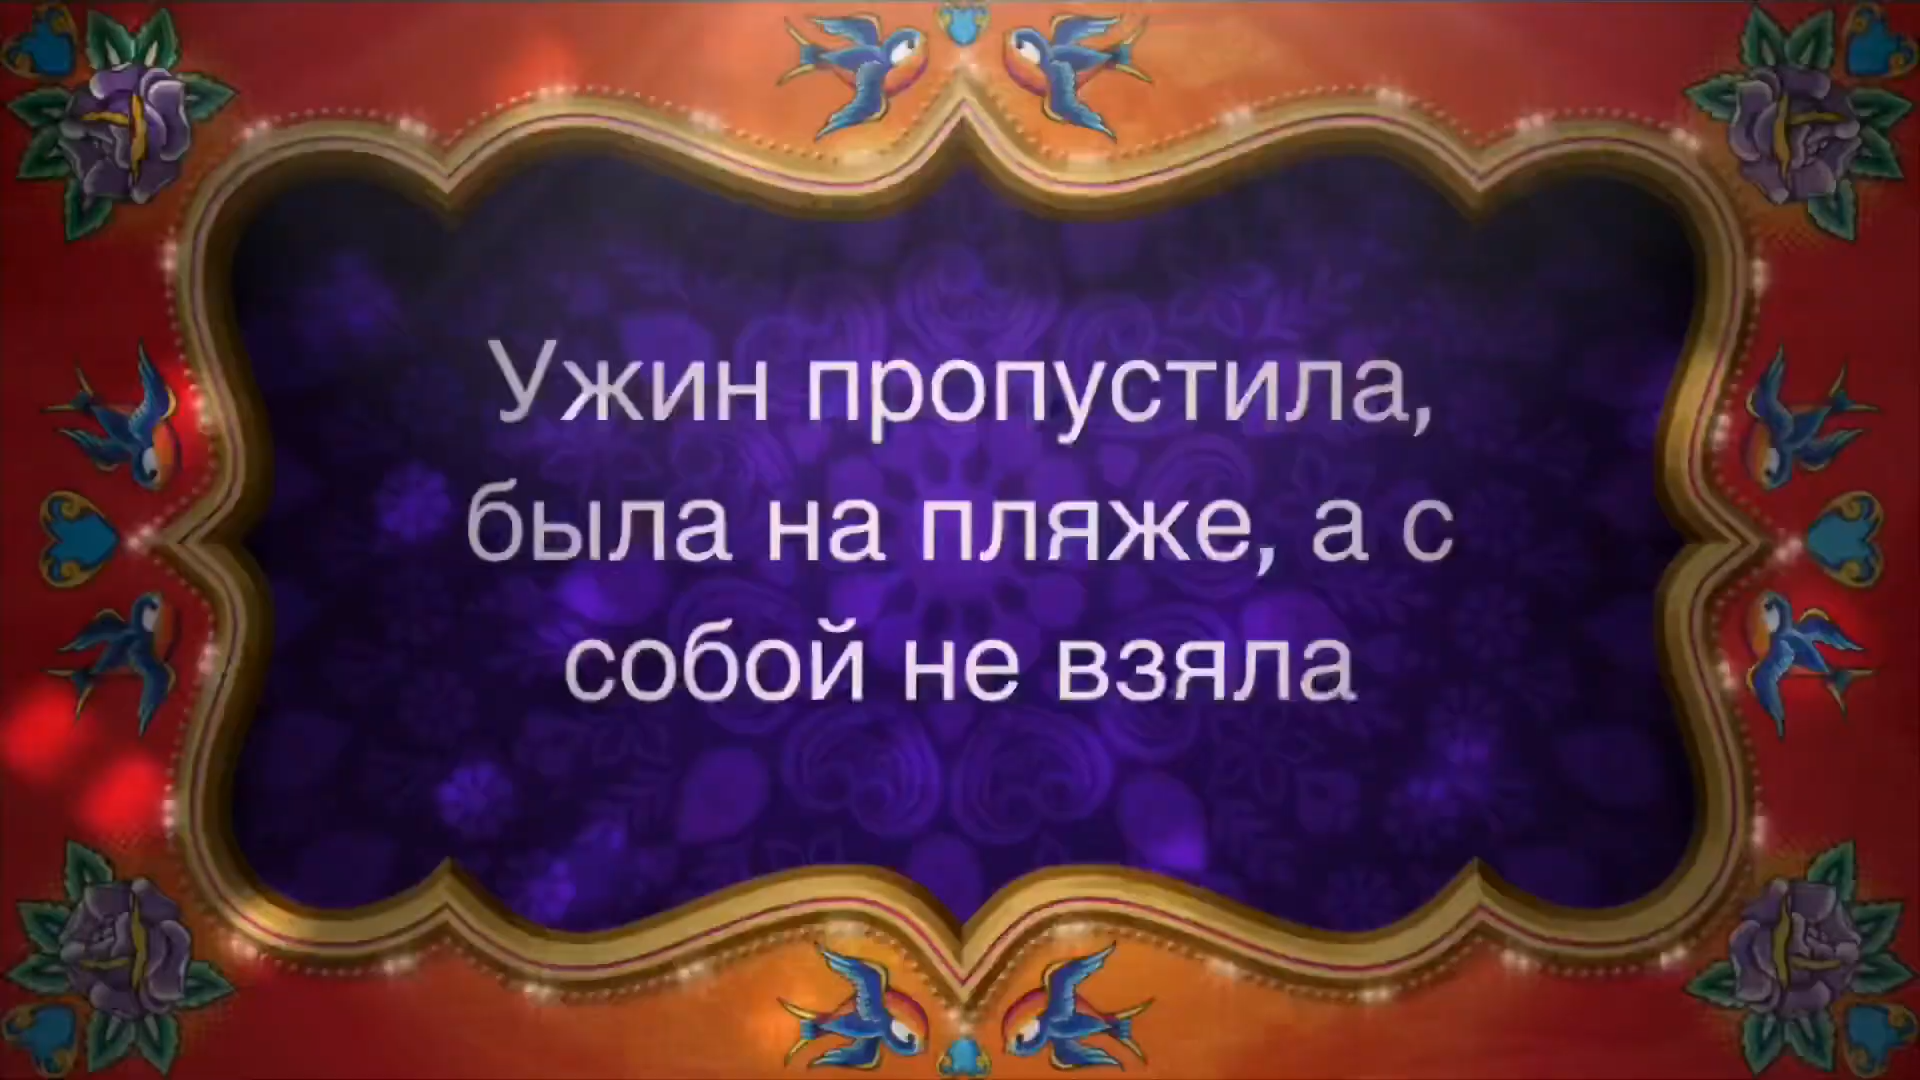 Ужин пропустила,
была на пляже, а с
собой не взяла